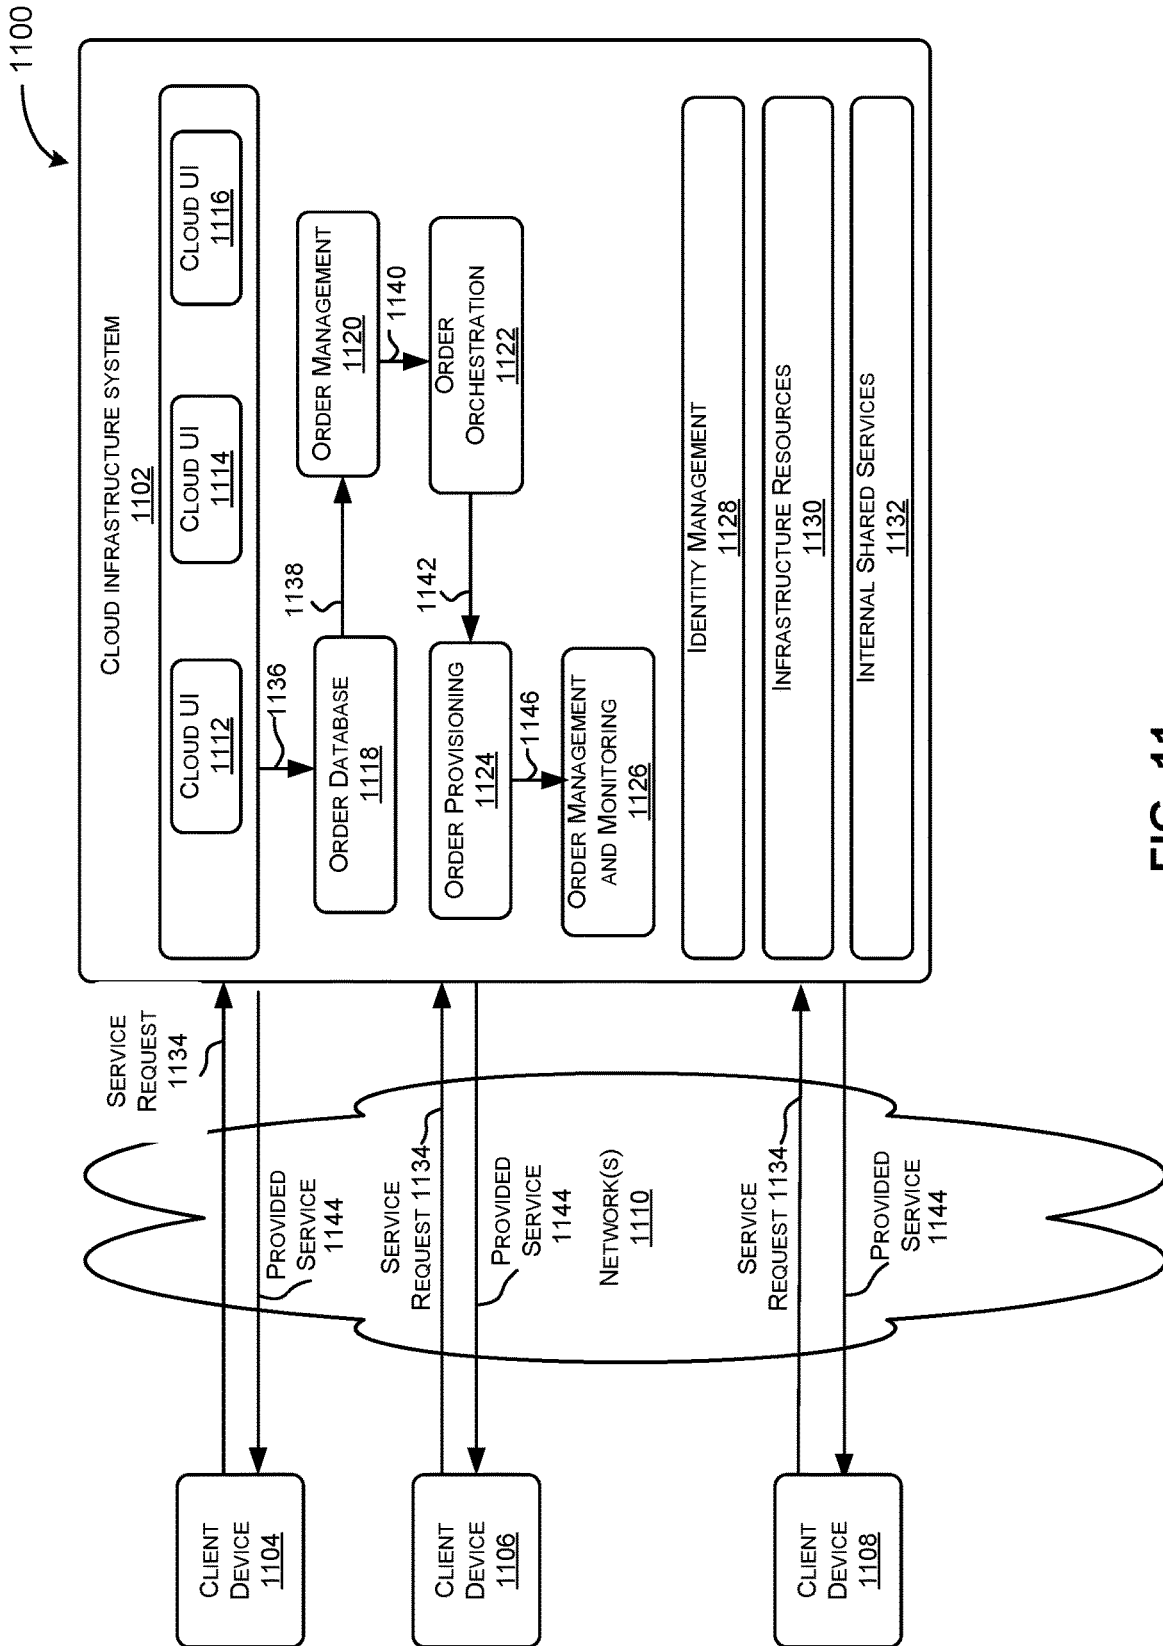 1100
CLOUD INFRASTRUCTURE SYSTEM
1102
CLOUD UI
1112
CLOUD UI
1114
CLOUD UI
1116
1136
ORDER DATABASE
1118
1138
ORDER MANAGEMENT
1120
1140
ORDER
ORCHESTRATION
1122
1142
ORDER PROVISIONING
1124
1146
ORDER MANAGEMENT
AND MONITORING
1126
IDENTITY MANAGEMENT
1128
INFRASTRUCTURE RESOURCES
1130
INTERNAL SHARED SERVICES
1132
SERVICE
REQUEST
1134
PROVIDED
SERVICE
1144
SERVICE
REQUEST 1134
PROVIDED
SERVICE
1144
NETWORK(S)
1110
SERVICE
REQUEST 1134
PROVIDED
SERVICE
1144
CLIENT
DEVICE
1104
CLIENT
DEVICE
1106
CLIENT
DEVICE
1108
FIG. 11